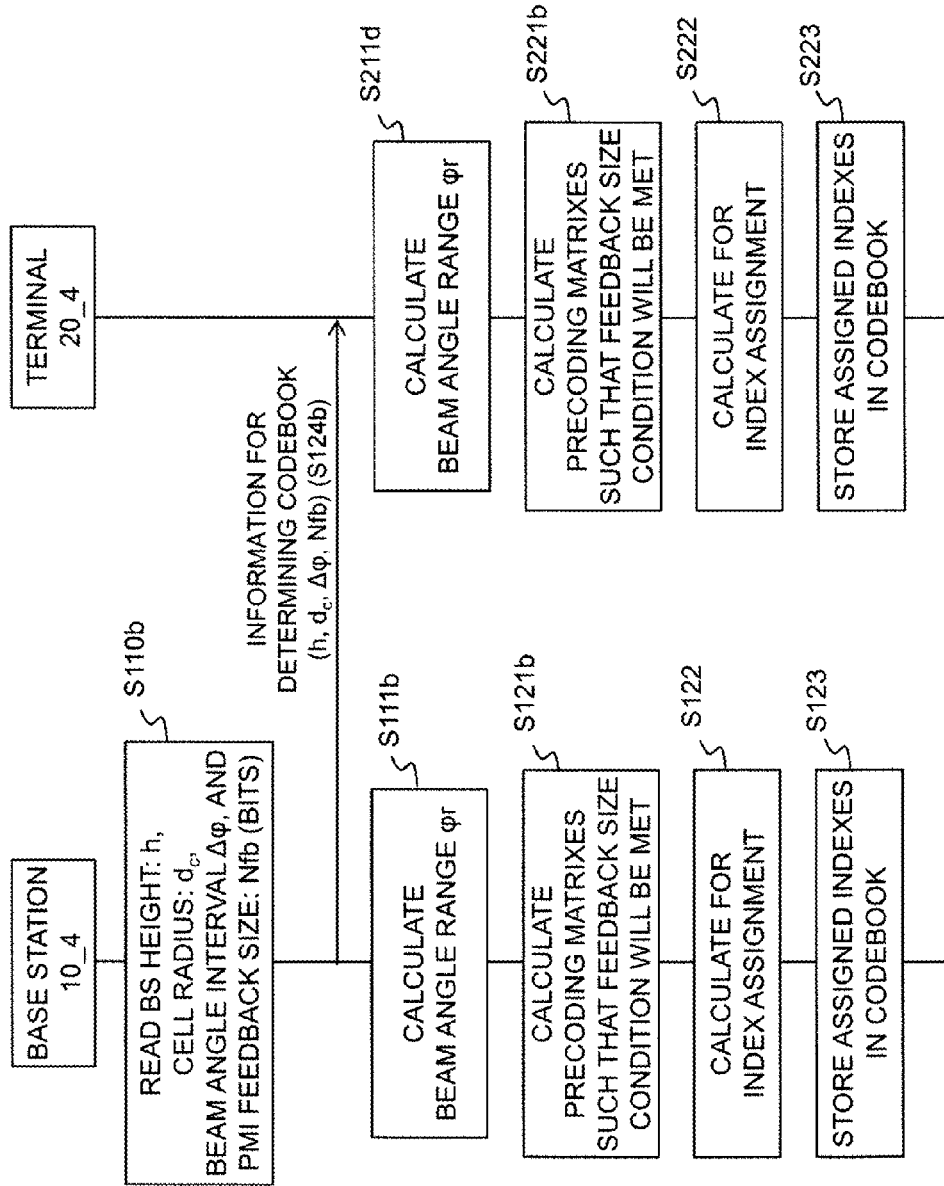 BASE STATION
10_4
TERMINAL
20_4
S110b
READ BS HEIGHT: h,
CELL RADIUS: dc,
BEAM ANGLE INTERVAL Δφ, AND
PMI FEEDBACK SIZE: Nfb (BITS)
INFORMATION FOR
DETERMINING CODEBOOK
(h, dc, Δφ, Nfb) (S124b)
S111b
CALCULATE
BEAM ANGLE RANGE φr
S211d
CALCULATE
BEAM ANGLE RANGE φr
S121b
CALCULATE
PRECODING MATRIXES
SUCH THAT FEEDBACK SIZE
CONDITION WILL BE MET
S221b
CALCULATE
PRECODING MATRIXES
SUCH THAT FEEDBACK SIZE
CONDITION WILL BE MET
S122
CALCULATE FOR
INDEX ASSIGNMENT
S222
CALCULATE FOR
INDEX ASSIGNMENT
S123
STORE ASSIGNED INDEXES
IN CODEBOOK
S223
STORE ASSIGNED INDEXES
IN CODEBOOK